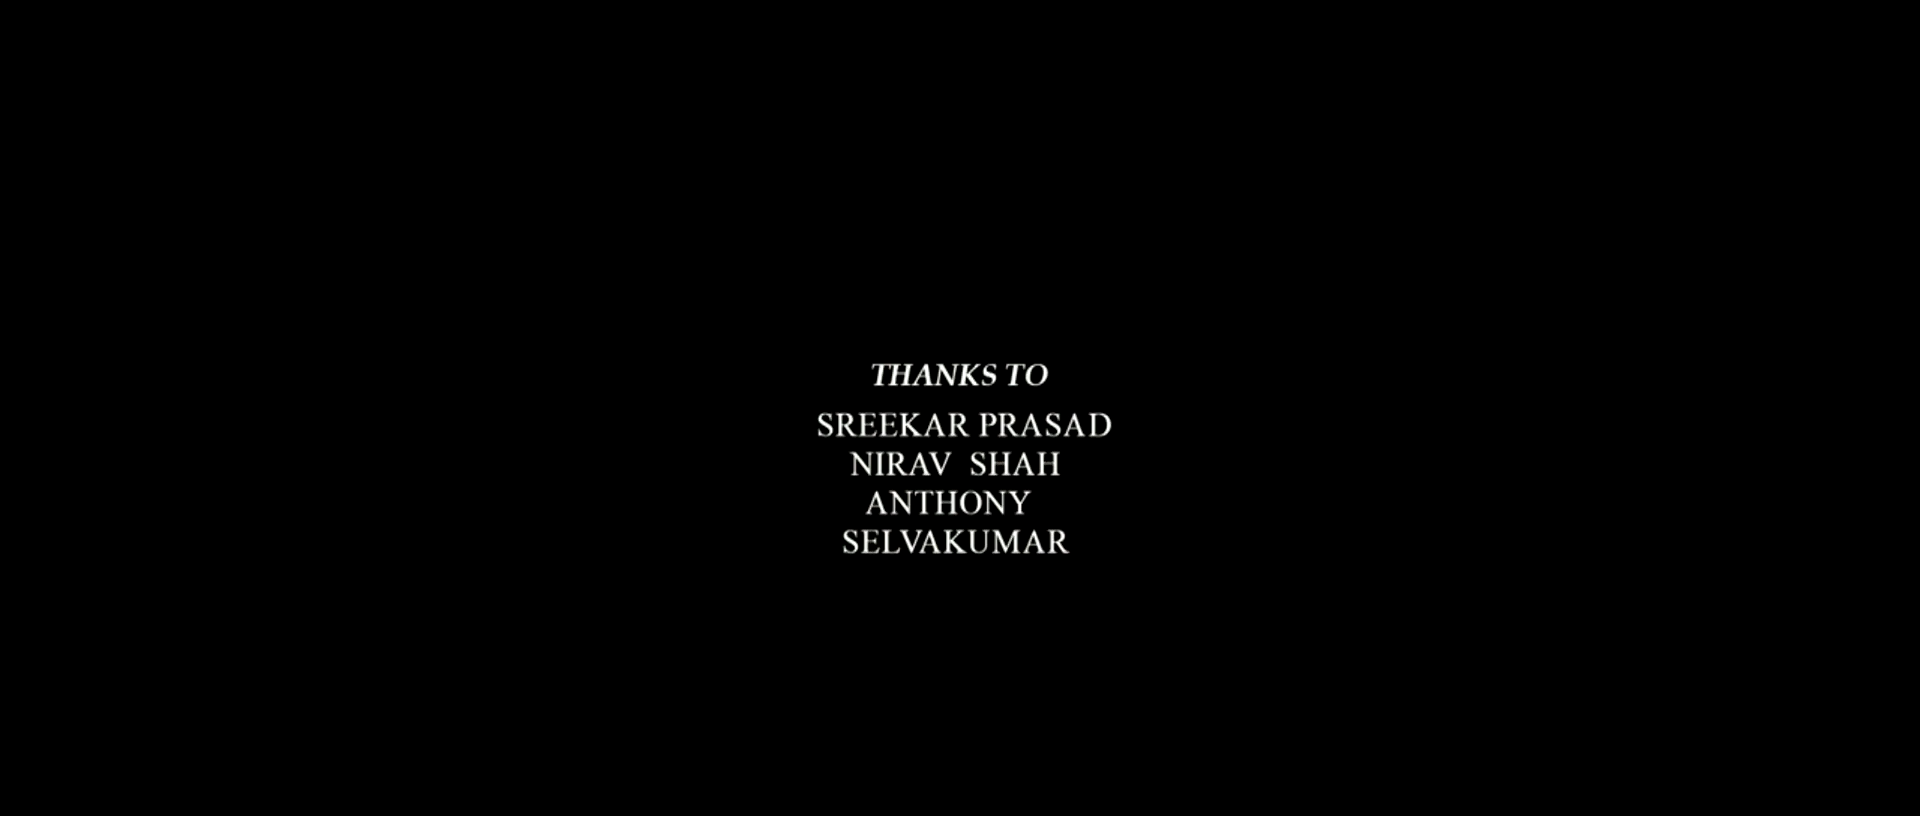 THANKS TO
SREEKAR PRASAD
NIRAV SHAH
ANTHONY
SELVAKUMAR